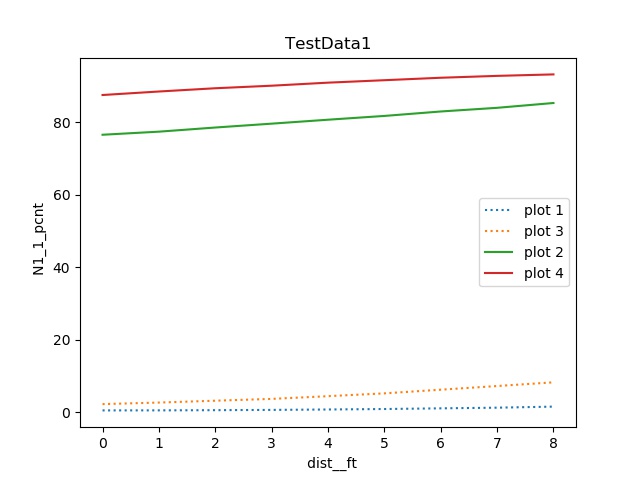 TestData1
N1_1_pcnt
80
60
40
20
0
plot 1
plot 3
plot 2
plot 4
0 1 2 3 4 5 6 7 8
dist__ft